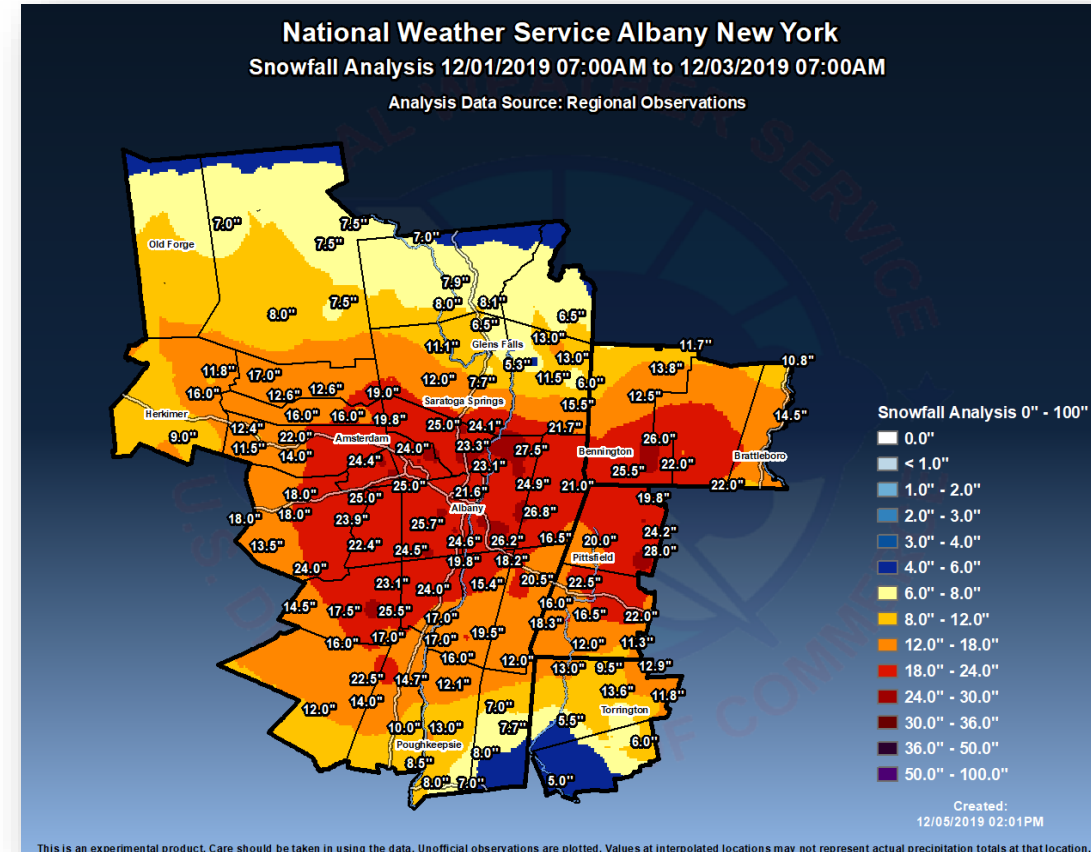 National Weather Service Albany New York
Snowfall Analysis 12/01/2019 07:00AM to 12/03/2019 07:00AM
Analysis Data Source: Regional Observations
7.0" 7.5"
Old Forge 7.5" 7.0"
7.9"
8.0" 7.5" 8.0" 8.1"
6.5" 6.5"
11.1" Glens Falls 13.0" 11.7"
11.8" 17.0" 5.3" 13.0" 13.8" 10.8"
16.0" 12.6" 12.6" 19.0" 12.0" 7.7" 11.5" 6.0" 12.5"
Saratoga Springs 15.5" 14.5"
Herkimer 12.4" 16.0" 16.0" 19.8" 25.0" 24.1" 21.7"
9.0" 11.5" 22.0" Amsterdam 24.0" 23.3" 27.5" Bennington 26.0" Brattleboro
14.0" 24.4" 23.1" 25.5" 22.0"
18.0" 25.0" 25.0" 21.6" 24.9" 21.0" 22.0"
18.0" 18.0" 23.9" 25.7" Albany 26.8" 19.8"
13.5" 22.4" 24.5" 24.6" 26.2" 16.5" 20.0" 24.2"
24.0" 19.8" 18.2" Pittsfield 28.0"
23.1" 24.0" 15.4" 20.5" 22.5"
14.5" 17.5" 25.5" 17.0" 16.0" 16.5" 22.0"
16.0" 17.0" 17.0" 19.5" 18.3" 12.0" 11.3"
16.0" 12.0" 13.0" 9.5" 12.9"
22.5" 14.7" 12.1" 13.6" 11.8"
12.0" 14.0" 7.0" Torrington
10.0" 13.0" 7.7" 5.5"
Poughkeepsie 8.0" 6.0"
8.5"
8.0" 7.0" 5.0"
Snowfall Analysis 0" - 100"
0.0"
< 1.0"
1.0" - 2.0"
2.0" - 3.0"
3.0" - 4.0"
4.0" - 6.0"
6.0" - 8.0"
8.0" - 12.0"
12.0" - 18.0"
18.0" - 24.0"
24.0" - 30.0"
30.0" - 36.0"
36.0" - 50.0"
50.0" - 100.0"
Created:
12/05/2019 02:01PM
This is an experimental product. Care should be taken in using the data. Unofficial observations are plotted. Values at interpolated locations may not represent actual precipitation totals at that location.